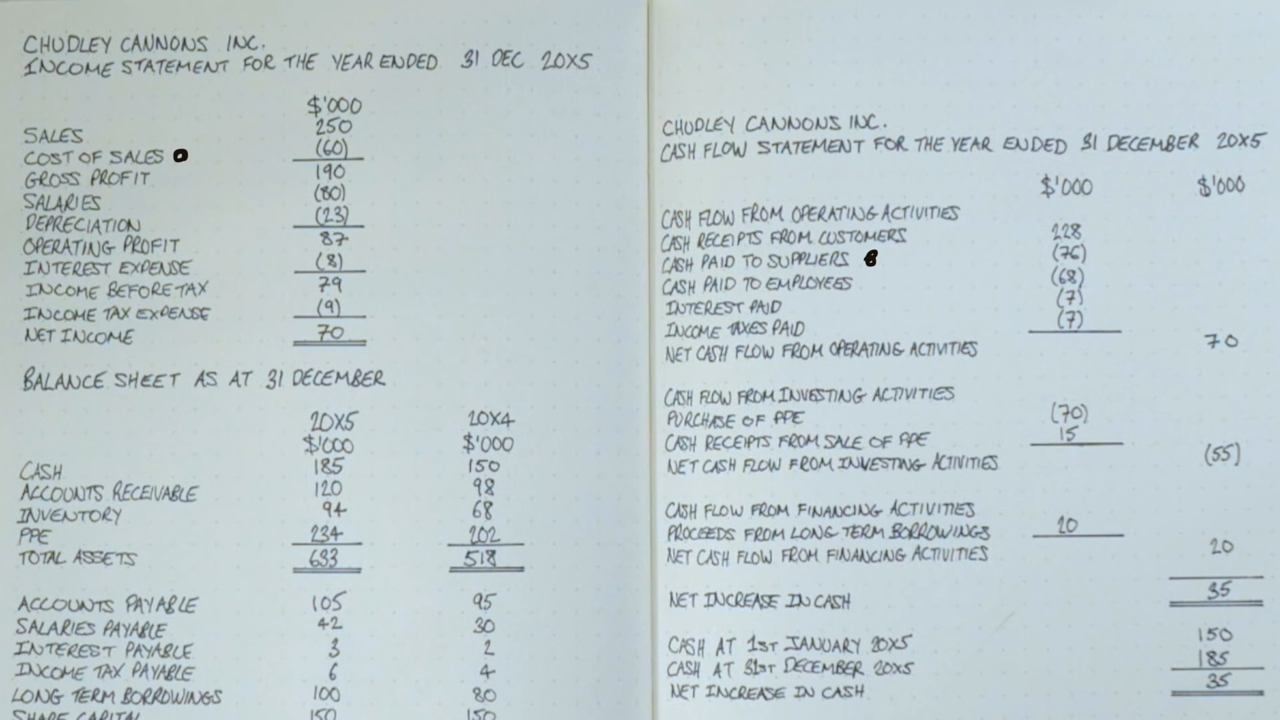 CHUDLEY CANNONS INC.
INCOME STATEMENT FOR THE YEAR ENDED 31 DEC 20X5
$'000
SALES 250
COST OF SALES (60)
GROSS PROFIT 190
SALARIES (80)
DEPRECIATION (23)
OPERATING PROFIT 87
INTEREST EXPENSE (8)
INCOME BEFORE TAX 79
INCOME TAX EXPENSE (9)
NET INCOME 70
BALANCE SHEET AS AT 31 DECEMBER
20X5 20X4
$'000 $'000
CASH 185 150
ACCOUNTS RECEIVABLE 120 98
INVENTORY 94 68
PPE 234 202
TOTAL ASSETS 633 518
ACCOUNTS PAYABLE 105 95
SALARIES PAYABLE 42 30
INTEREST PAYABLE 3 2
INCOME TAX PAYABLE 6 4
LONG TERM BORROWINGS 100 80
SHARE CAPITAL 150 150
CHUDLEY CANNONS INC.
CASH FLOW STATEMENT FOR THE YEAR ENDED 31 DECEMBER 20X5
$'000 $'000
CASH FLOW FROM OPERATING ACTIVITIES
CASH RECEIPTS FROM CUSTOMERS 228
CASH PAID TO SUPPLIERS (76)
CASH PAID TO EMPLOYEES (68)
INTEREST PAID (7)
INCOME TAXES PAID (7)
NET CASH FLOW FROM OPERATING ACTIVITIES 70
CASH FLOW FROM INVESTING ACTIVITIES
PURCHASE OF PPE (70)
CASH RECEIPTS FROM SALE OF PPE 15
NET CASH FLOW FROM INVESTING ACTIVITIES (55)
CASH FLOW FROM FINANCING ACTIVITIES
PROCEEDS FROM LONG TERM BORROWINGS 20
NET CASH FLOW FROM FINANCING ACTIVITIES 20
NET INCREASE IN CASH 35
CASH AT 1ST JANUARY 20X5 150
CASH AT 31ST DECEMBER 20X5 185
NET INCREASE IN CASH 35